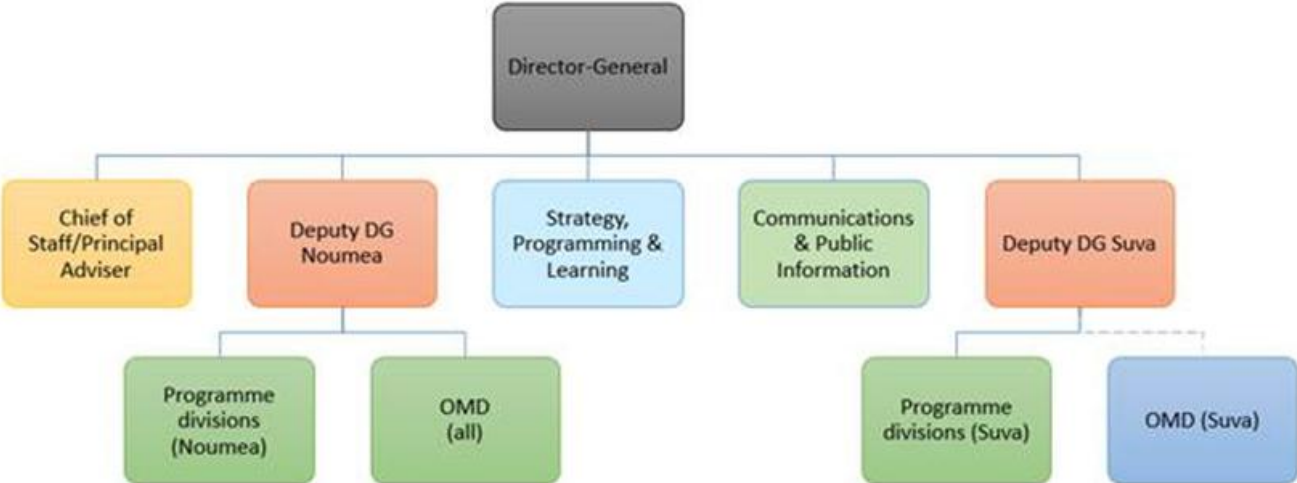 Director-General
Chief of
Staff/Principal
Adviser
Deputy DG
Noumea
Strategy,
Programming &
Learning
Communications
& Public
Information
Deputy DG Suva
Programme
divisions
(Noumea)
OMD
(all)
Programme
divisions (Suva)
OMD (Suva)